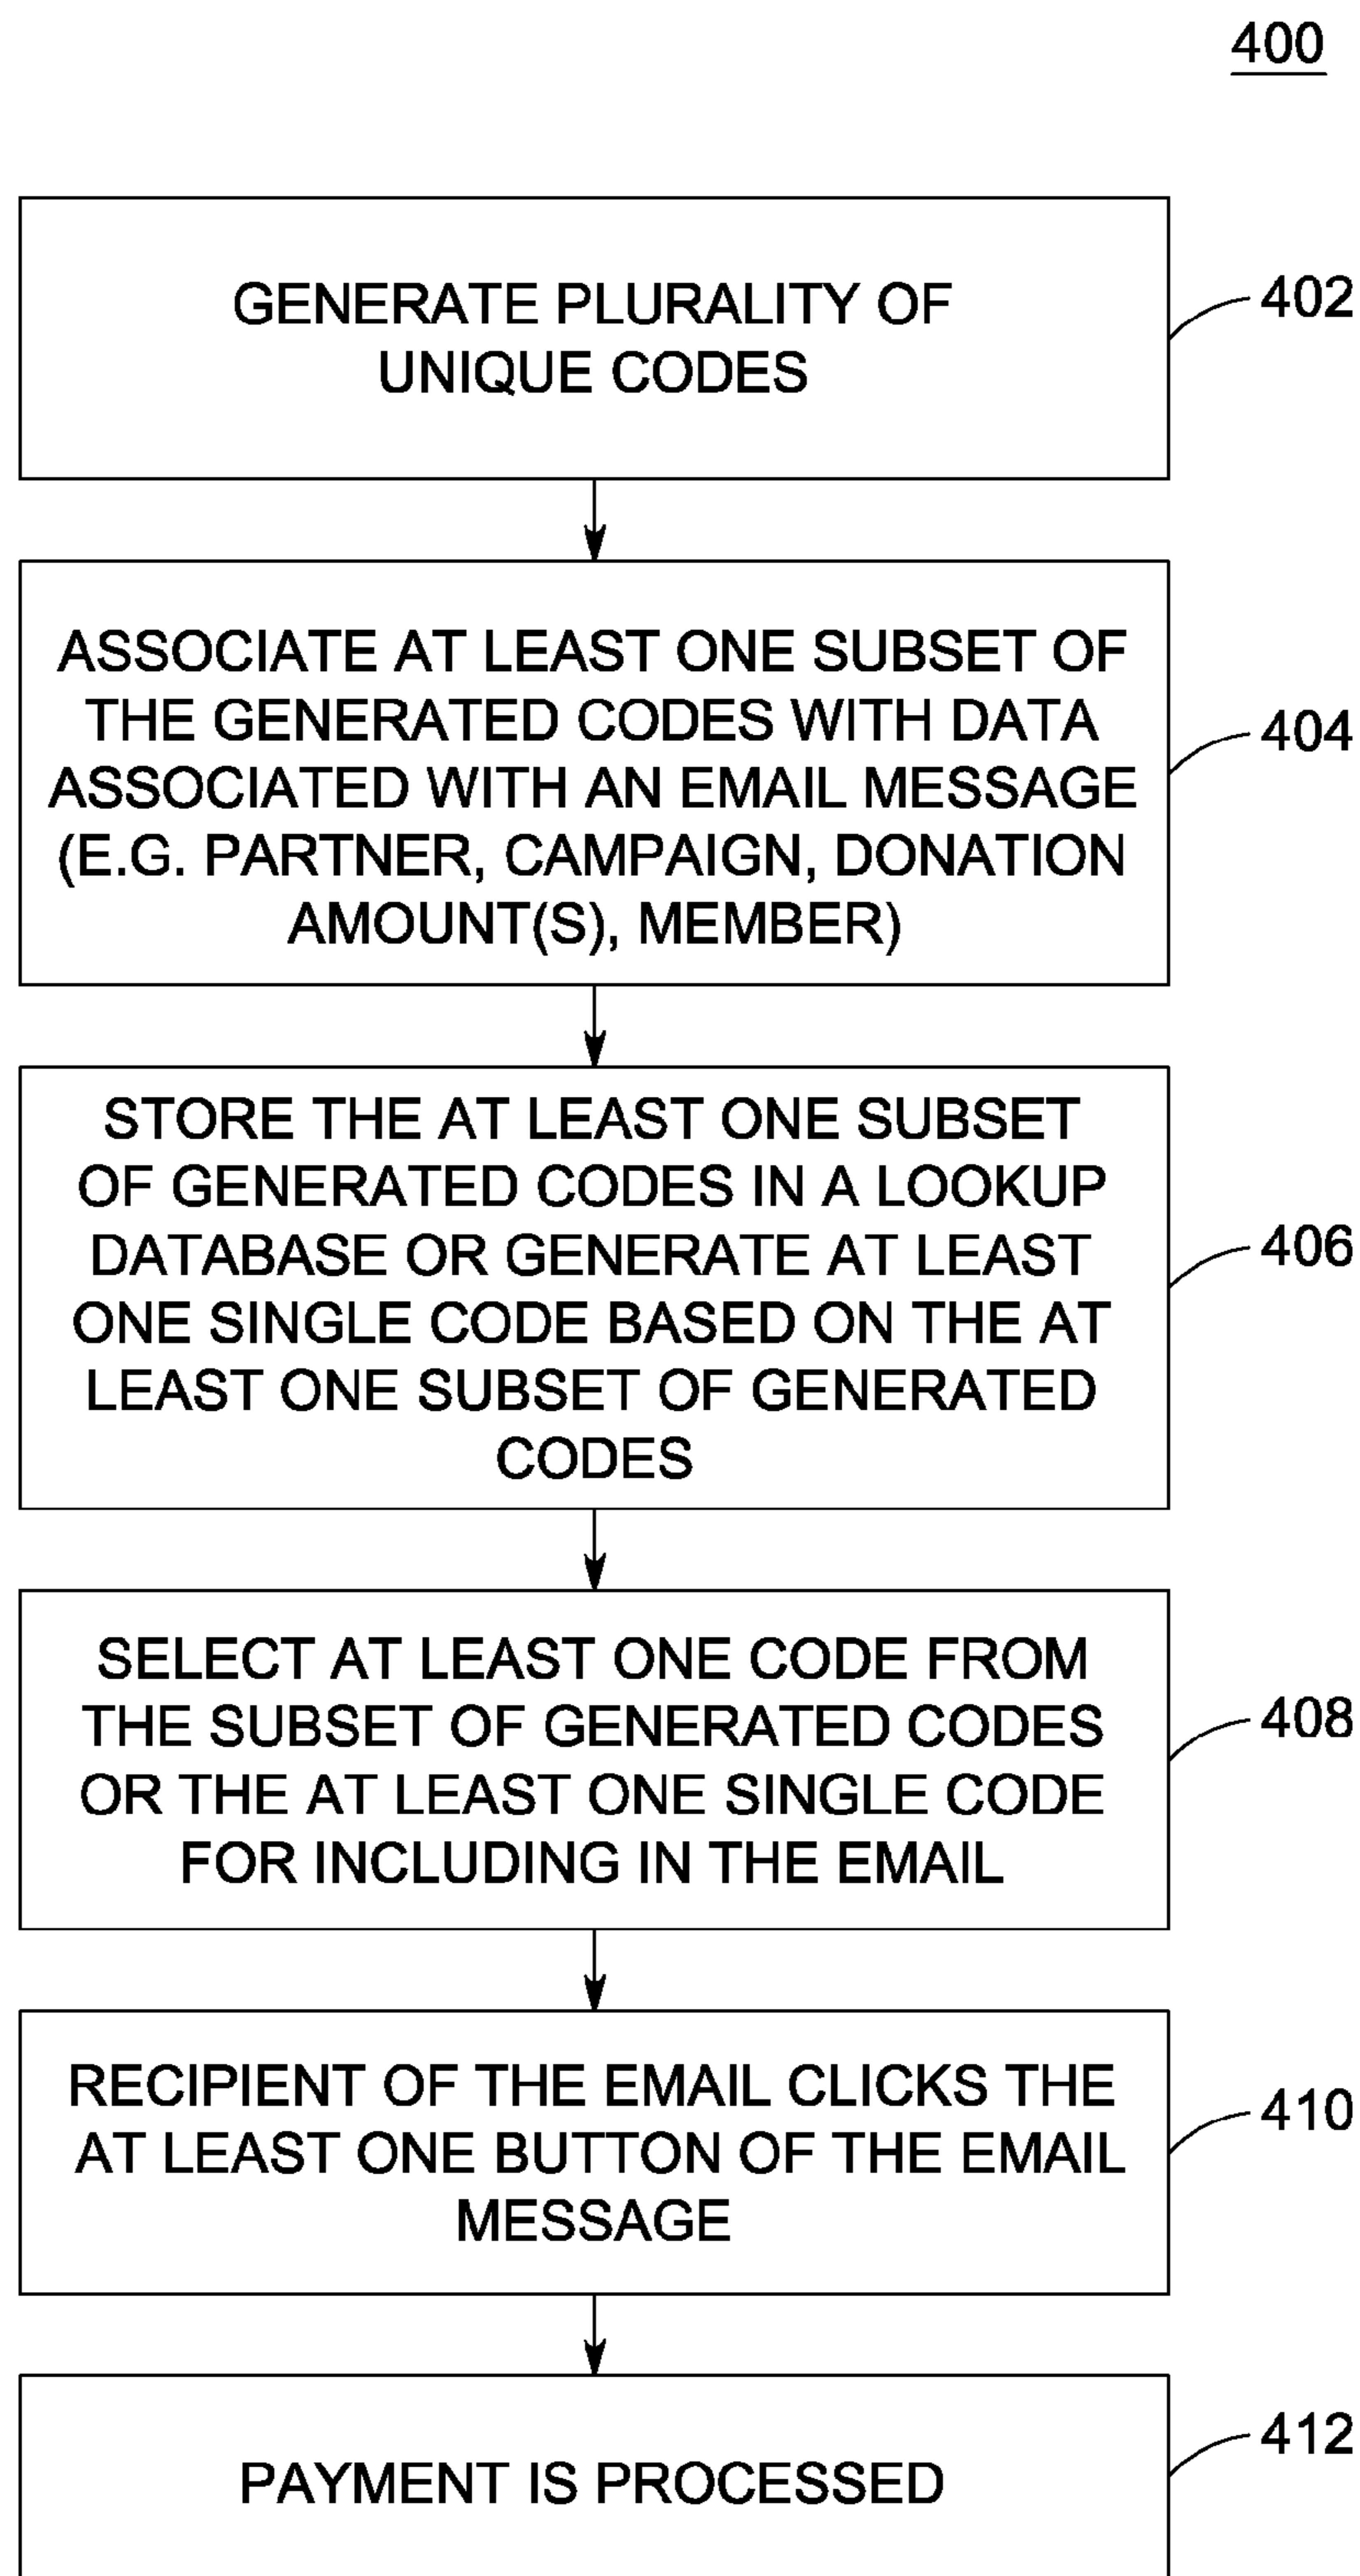 400
GENERATE PLURALITY OF
UNIQUE CODES
402
ASSOCIATE AT LEAST ONE SUBSET OF
THE GENERATED CODES WITH DATA
ASSOCIATED WITH AN EMAIL MESSAGE
(E.G. PARTNER, CAMPAIGN, DONATION
AMOUNT(S), MEMBER)
404
STORE THE AT LEAST ONE SUBSET
OF GENERATED CODES IN A LOOKUP
DATABASE OR GENERATE AT LEAST
ONE SINGLE CODE BASED ON THE AT
LEAST ONE SUBSET OF GENERATED
CODES
406
SELECT AT LEAST ONE CODE FROM
THE SUBSET OF GENERATED CODES
OR THE AT LEAST ONE SINGLE CODE
FOR INCLUDING IN THE EMAIL
408
RECIPIENT OF THE EMAIL CLICKS THE
AT LEAST ONE BUTTON OF THE EMAIL
MESSAGE
410
PAYMENT IS PROCESSED
412